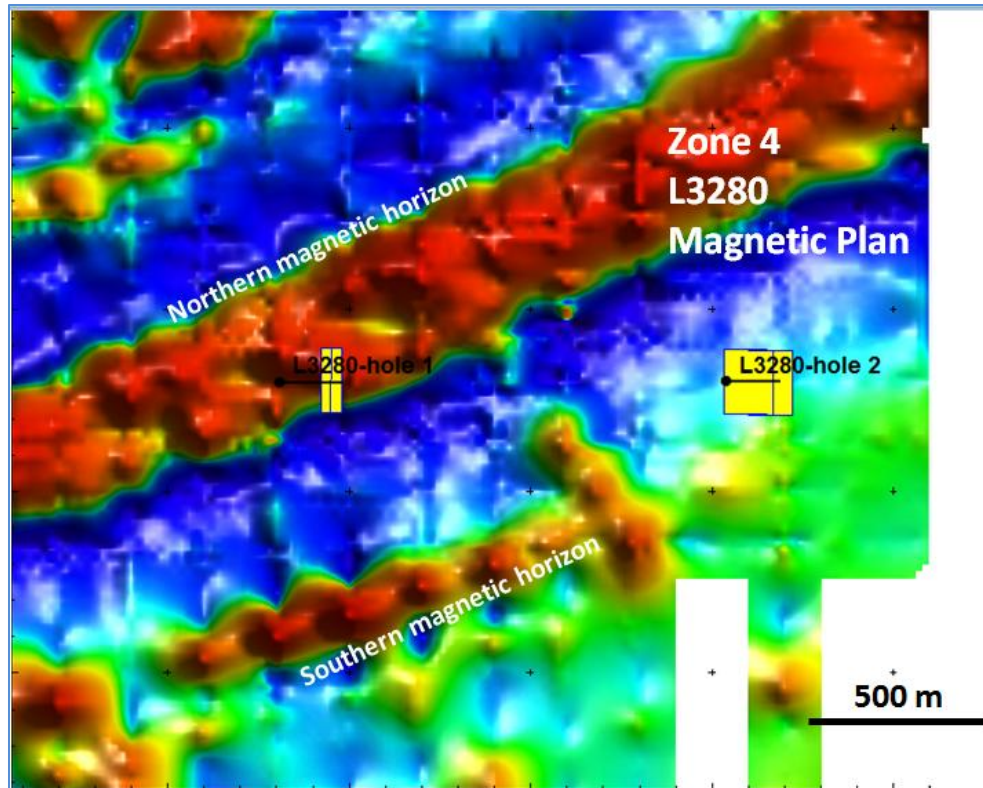 Zone 4
L3280
Magnetic Plan
Northern magnetic horizon
L3280-hole 1
L3280-hole 2
Southern magnetic horizon
500 m